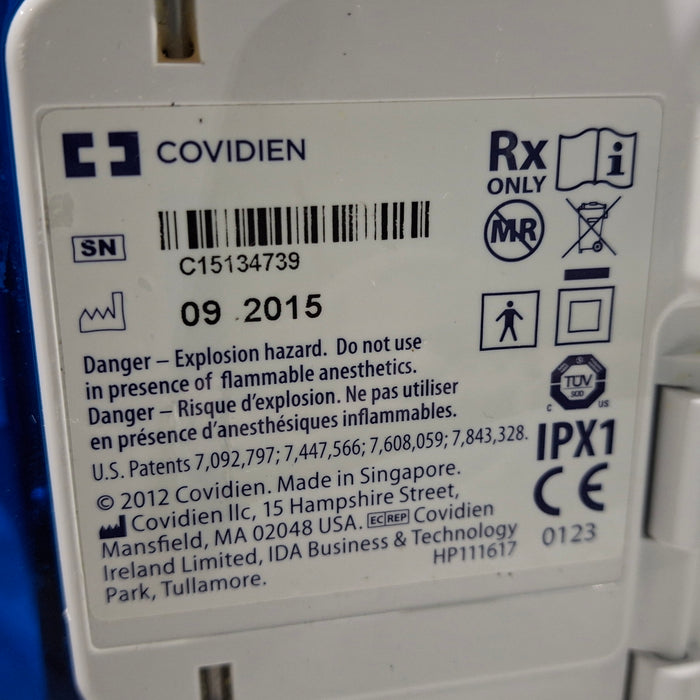 COVIDIEN
Rx
ONLY
MR
SN
C15134739
09 2015
Danger – Explosion hazard. Do not use
in presence of flammable anesthetics.
Danger – Risque d'explosion. Ne pas utiliser
en présence d'anesthésiques inflammables.
U.S. Patents 7,092,797; 7,447,566; 7,608,059; 7,843,328.
© 2012 Covidien. Made in Singapore.
Covidien llc, 15 Hampshire Street,
Mansfield, MA 02048 USA. EC REP Covidien
Ireland Limited, IDA Business & Technology
Park, Tullamore.
HP111617
TÜV
SÜD
C US
IPX1
CE
0123